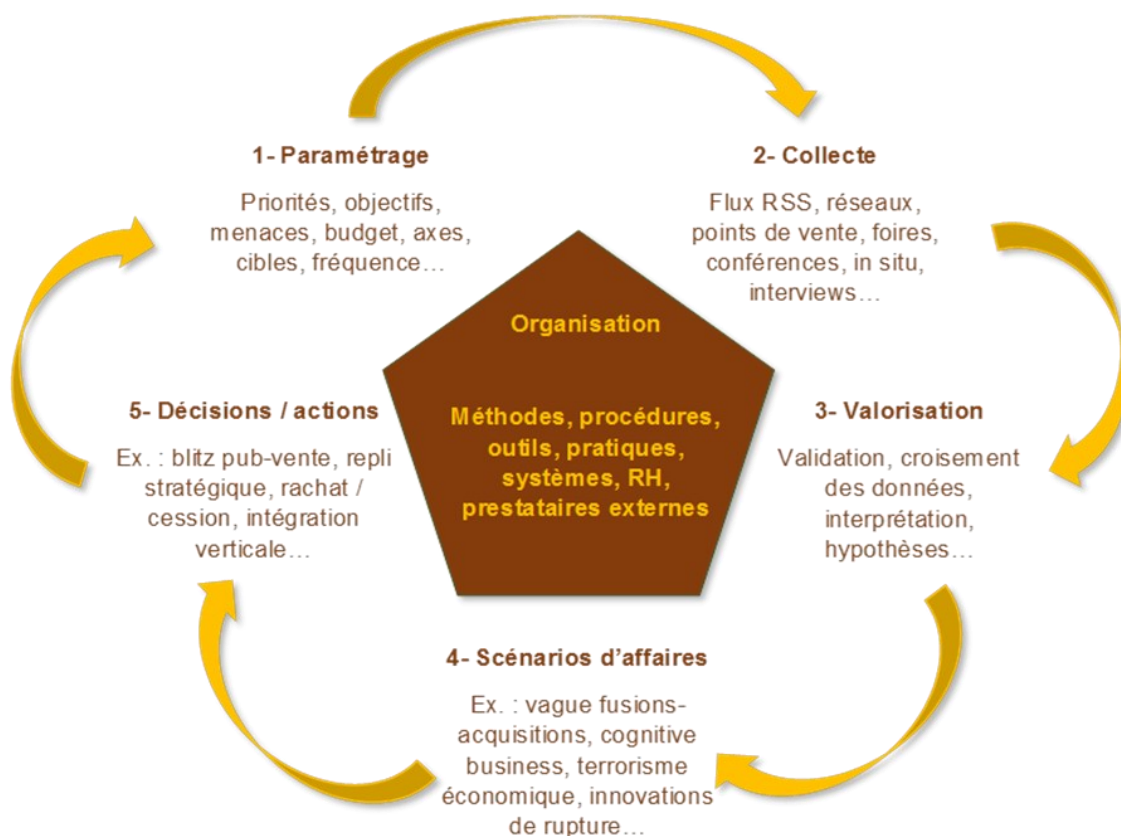 1- Paramétrage
Priorités, objectifs,
menaces, budget, axes,
cibles, fréquence…
2- Collecte
Flux RSS, réseaux,
points de vente, foires,
conférences, in situ,
interviews…
Organisation
Méthodes, procédures,
outils, pratiques,
systèmes, RH,
prestataires externes
5- Décisions / actions
Ex. : blitz pub-vente, repli
stratégique, rachat /
cession, intégration
verticale…
3- Valorisation
Validation, croisement
des données,
interprétation,
hypothèses…
4- Scénarios d’affaires
Ex. : vague fusions-
acquisitions, cognitive
business, terrorisme
économique, innovations
de rupture…